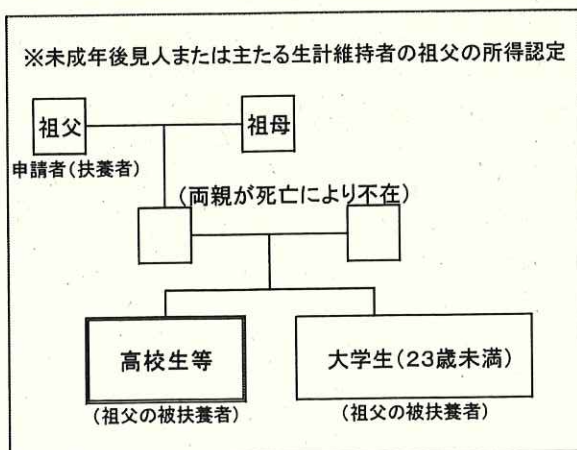 ※未成年後見人または主たる生計維持者の祖父の所得認定
祖父
祖母
申請者(扶養者)
(両親が死亡により不在)
高校生等
大学生(23歳未満)
(祖父の被扶養者)
(祖父の被扶養者)